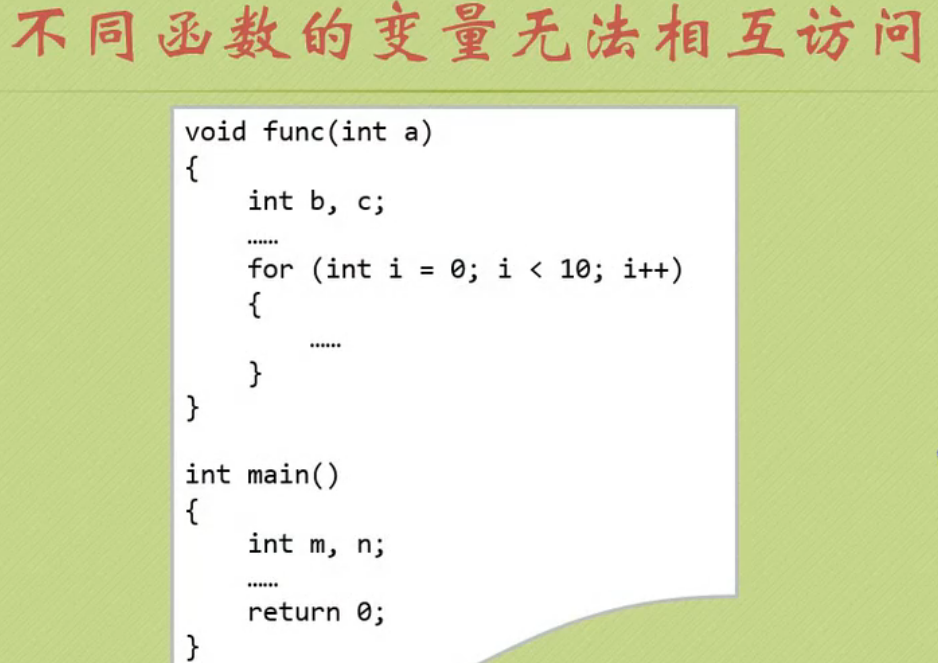 不同函数的变量无法相互访问
void func(int a)
{
    int b, c;
    ……
    for (int i = 0; i < 10; i++)
    {
        ……
    }
}
int main()
{
    int m, n;
    ……
    return 0;
}